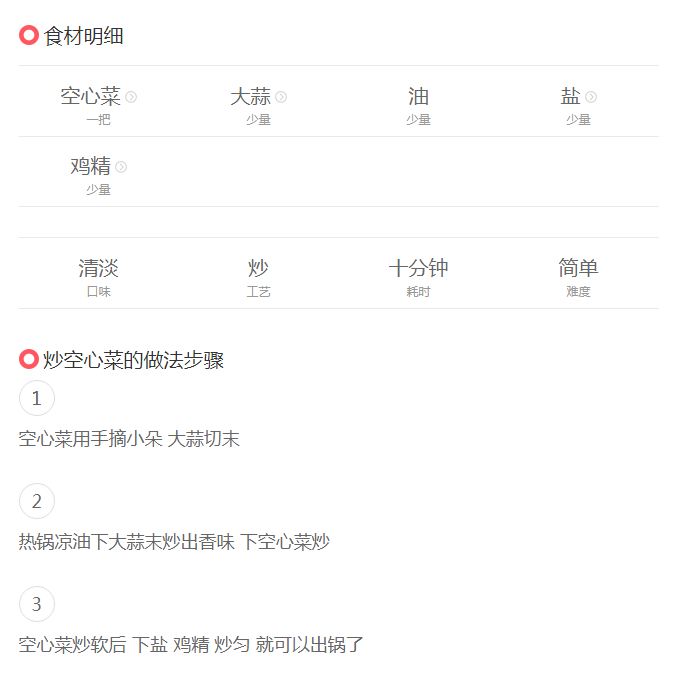 食材明细
空心菜 大蒜 油 盐
一把 少量 少量 少量
鸡精
少量
清淡 炒 十分钟 简单
口味 工艺 耗时 难度
炒空心菜的做法步骤
1
空心菜用手摘小朵 大蒜切末
2
热锅凉油下大蒜末炒出香味 下空心菜炒
3
空心菜炒软后 下盐 鸡精 炒匀 就可以出锅了